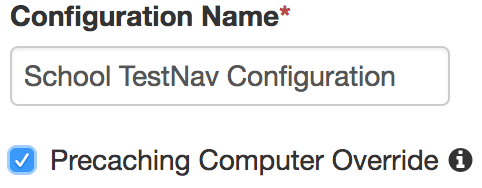 Configuration Name*
School TestNav Configuration
Precaching Computer Override